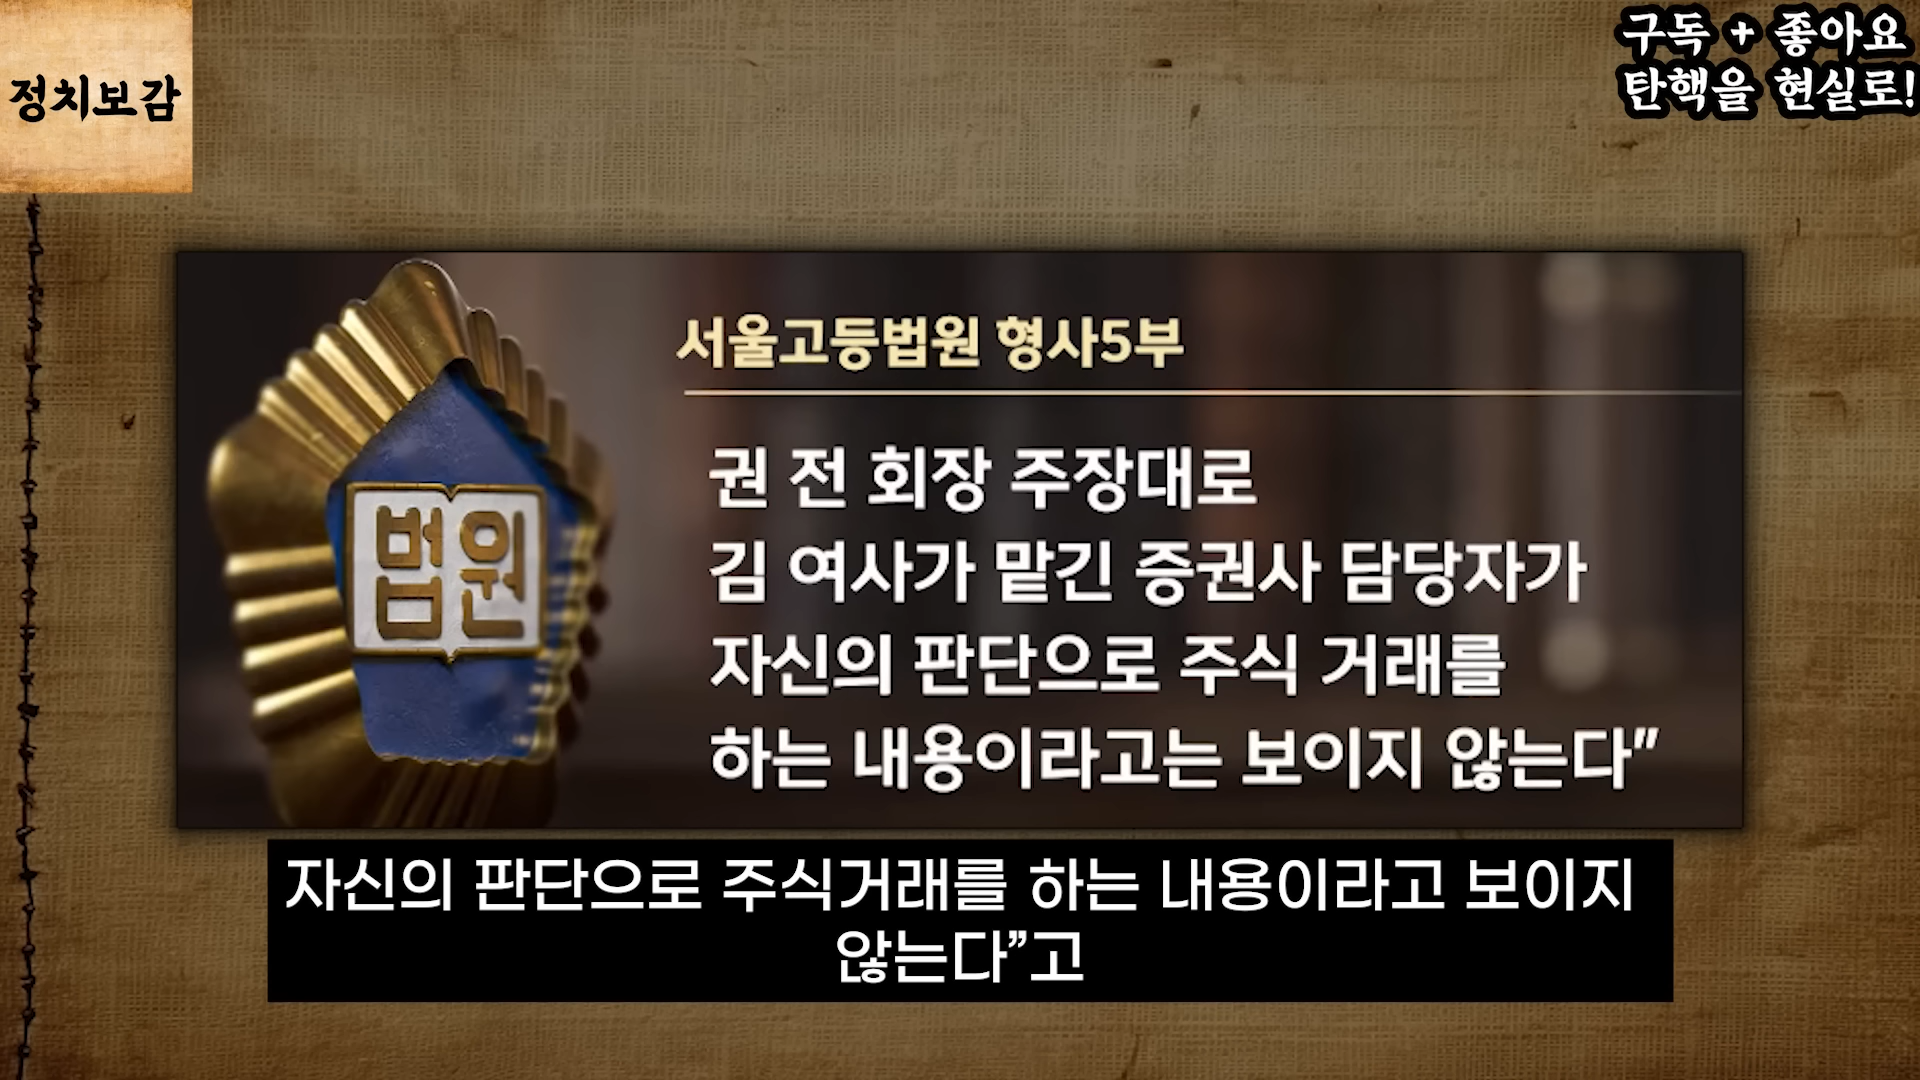 정치보감
구독 + 좋아요
탄핵을 현실로!
서울고등법원 형사5부
권 전 회장 주장대로
김 여사가 맡긴 증권사 담당자가
자신의 판단으로 주식 거래를
하는 내용이라고는 보이지 않는다"
법원
자신의 판단으로 주식거래를 하는 내용이라고 보이지
않는다”고